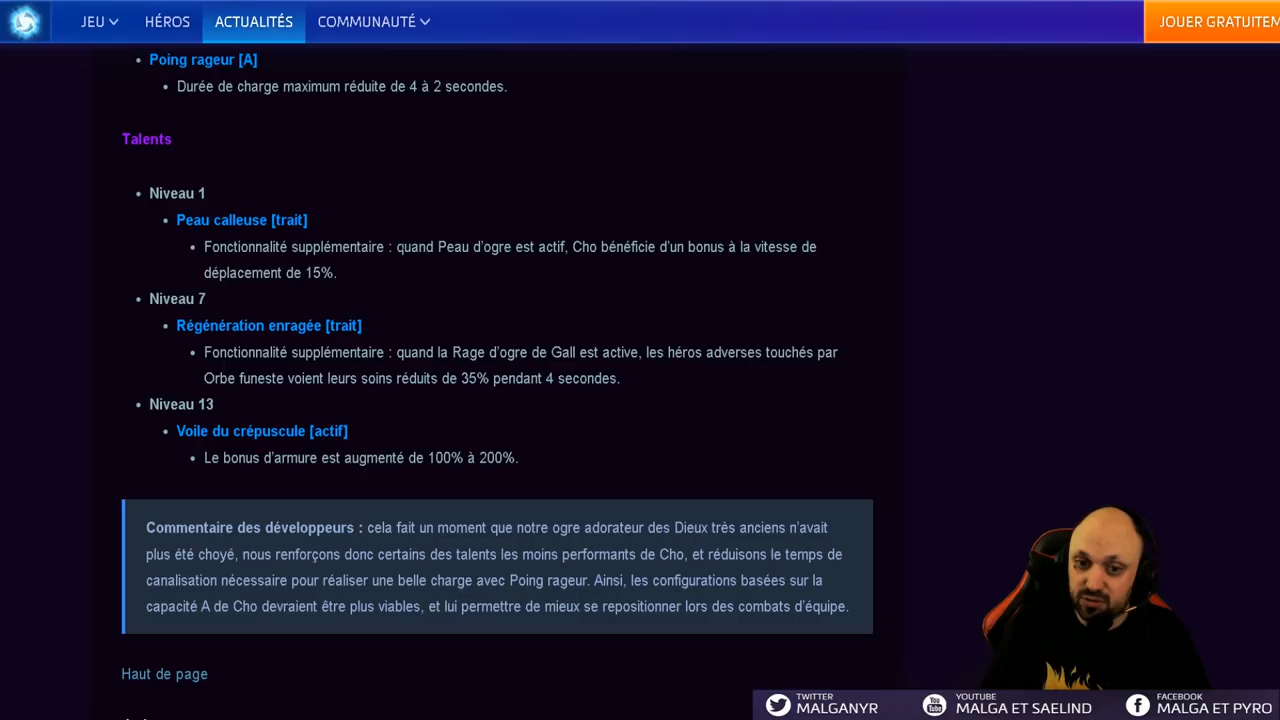 JEU HÉROS ACTUALITÉS COMMUNAUTÉ JOUER GRATUITEM
Poing rageur [A]
Durée de charge maximum réduite de 4 à 2 secondes.
Talents
Niveau 1
Peau calleuse [trait]
Fonctionnalité supplémentaire : quand Peau d'ogre est actif, Cho bénéficie d'un bonus à la vitesse de
déplacement de 15%.
Niveau 7
Régénération enragée [trait]
Fonctionnalité supplémentaire : quand la Rage d'ogre de Gall est active, les héros adverses touchés par
Orbe funeste voient leurs soins réduits de 35% pendant 4 secondes.
Niveau 13
Voile du crépuscule [actif]
Le bonus d'armure est augmenté de 100% à 200%.
Commentaire des développeurs : cela fait un moment que notre ogre adorateur des Dieux très anciens n'avait
plus été choyé, nous renforçons donc certains des talents les moins performants de Cho, et réduisons le temps de
canalisation nécessaire pour réaliser une belle charge avec Poing rageur. Ainsi, les configurations basées sur la
capacité A de Cho devraient être plus viables, et lui permettre de mieux se repositionner lors des combats d'équipe.
Haut de page
TWITTER
MALGANYR
YOUTUBE
MALGA ET SAELIND
FACEBOOK
MALGA ET PYRO